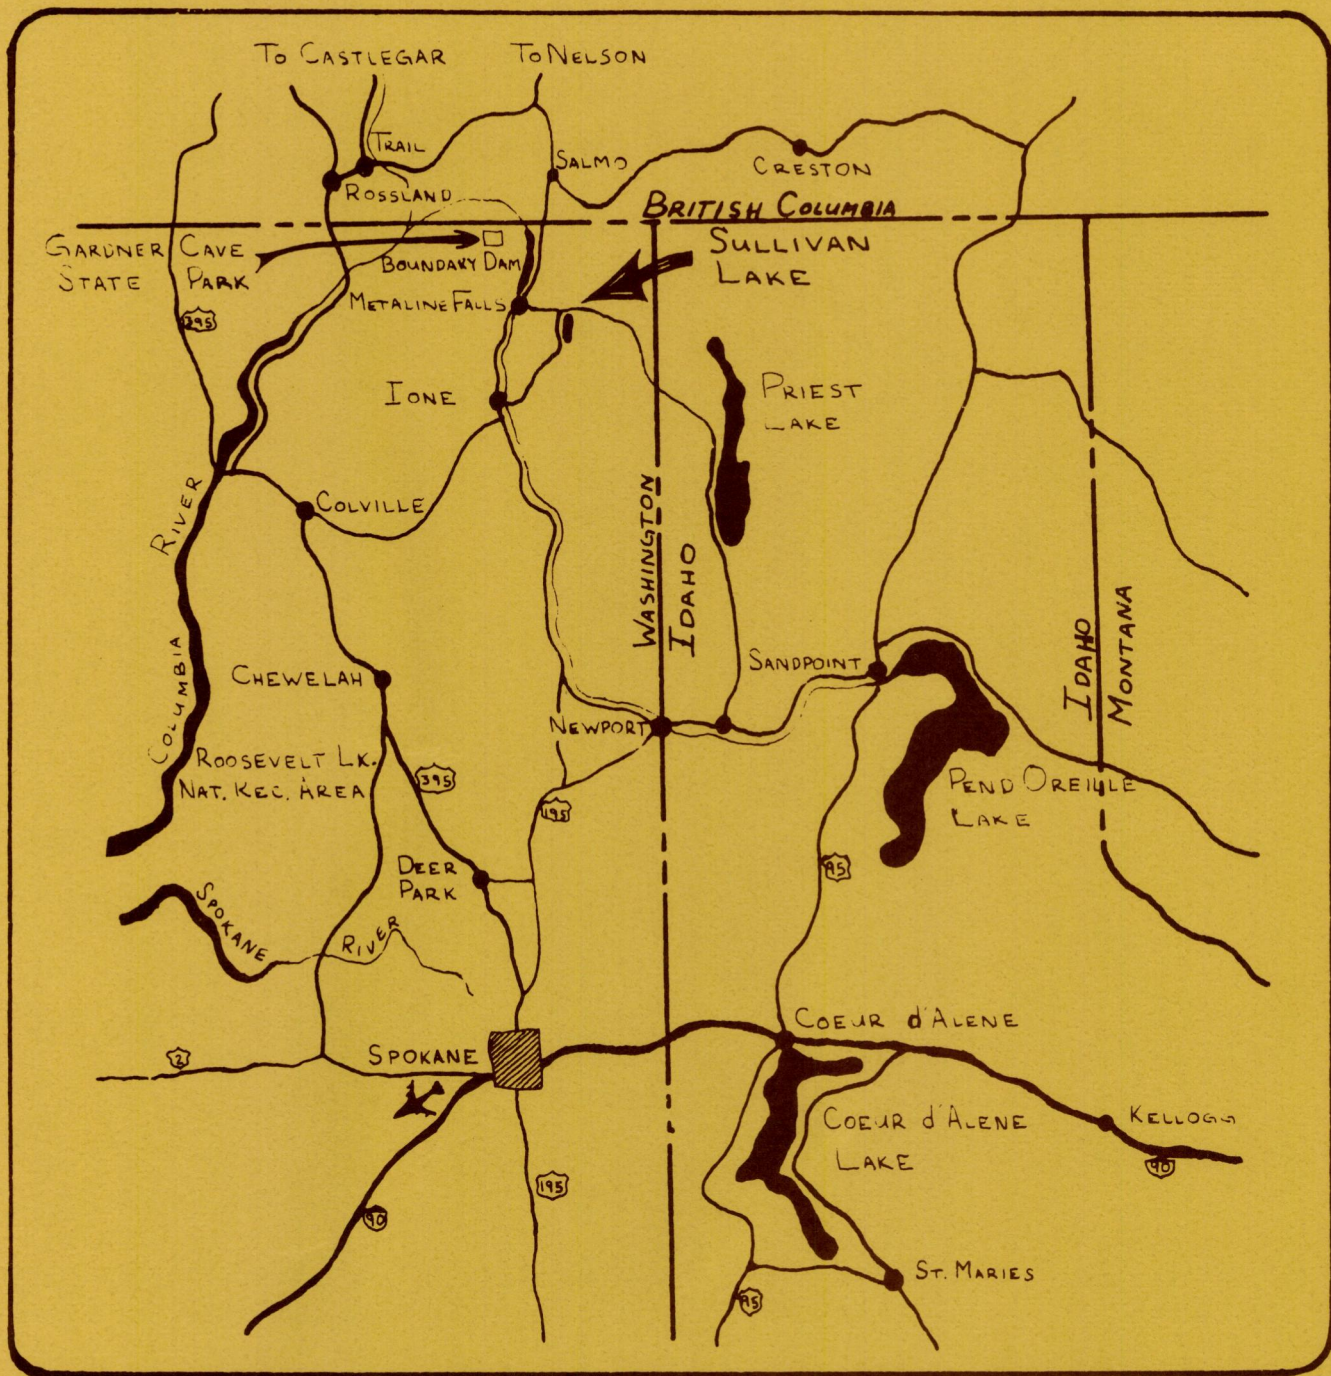 To CASTLEGAR
To NELSON
TRAIL
SALMO
CRESTON
ROSSLAND
BRITISH COLUMBIA
GARDNER CAVE
STATE PARK
BOUNDARY DAM
SULLIVAN
LAKE
METALINE FALLS
395
IONE
PRIEST
LAKE
COLUMBIA RIVER
COLVILLE
WASHINGTON
IDAHO
IDAHO
MONTANA
SANDPOINT
CHEWELAH
NEWPORT
ROOSEVELT LK.
NAT. REC. AREA
395
195
PEND OREILLE
LAKE
DEER
PARK
95
SPOKANE RIVER
COEUR d'ALENE
2
SPOKANE
COEUR d'ALENE
LAKE
KELLOGG
90
195
90
ST. MARIES
95